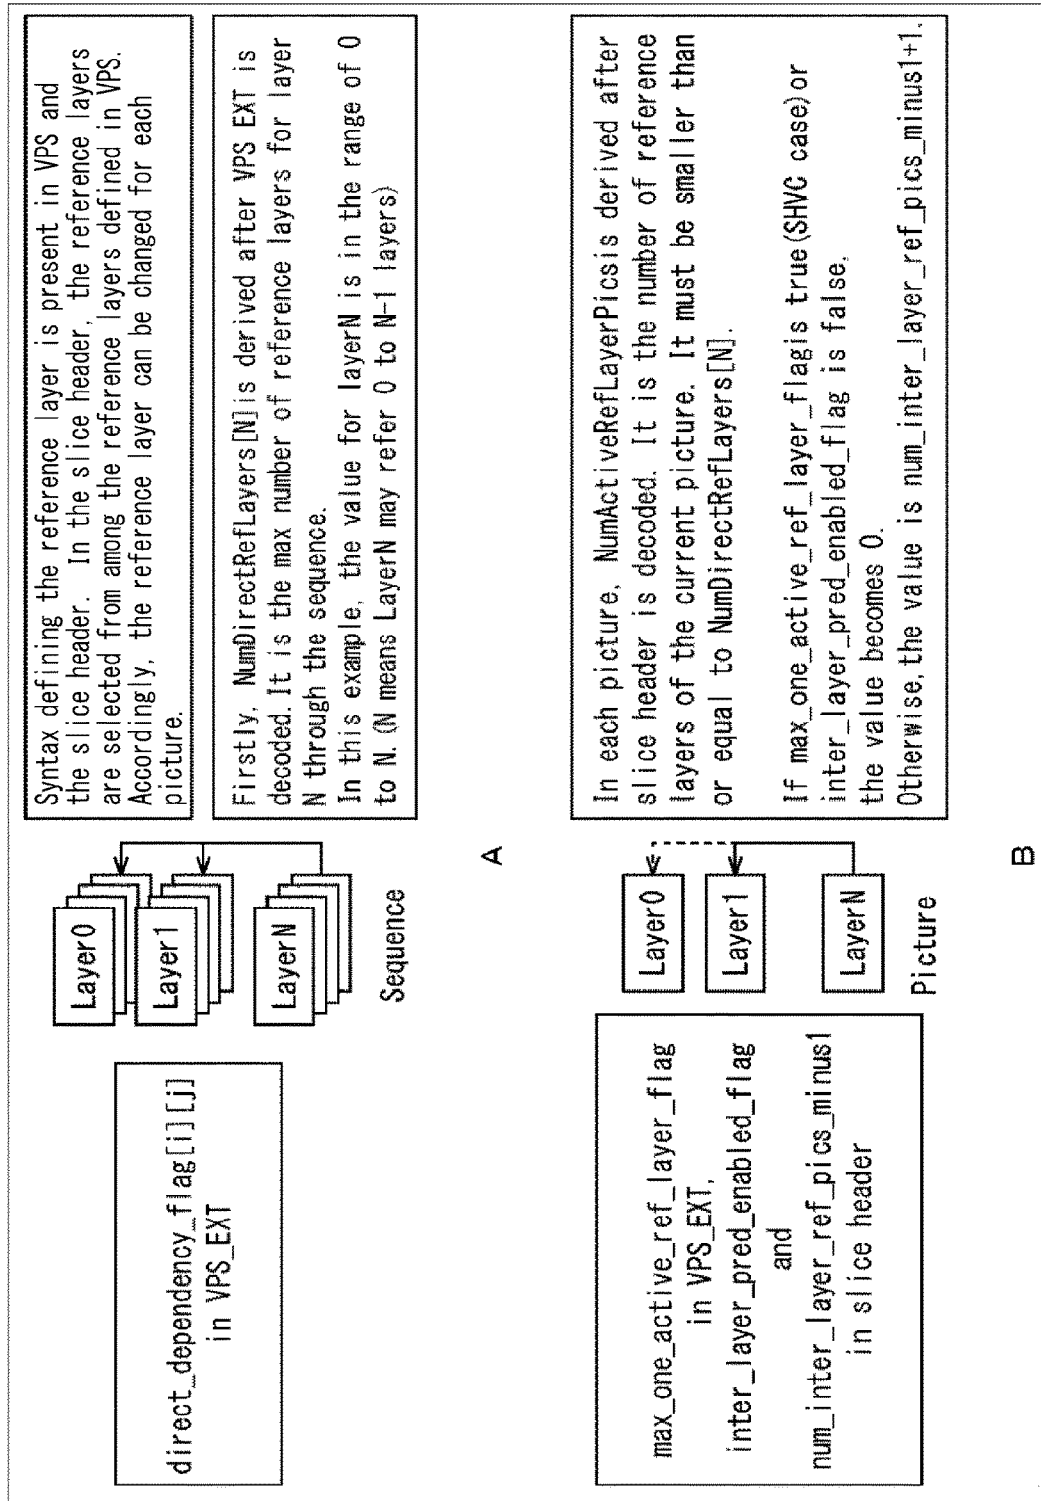 Syntax defining the reference layer is present in VPS and
the slice header. In the slice header, the reference layers
are selected from among the reference layers defined in VPS.
Accordingly, the reference layer can be changed for each
picture.
direct_dependency_flag[i][j]
in VPS_EXT
Layer0
Layer1
LayerN
Sequence
Firstly, NumDirectRefLayers[N]is derived after VPS EXT is
decoded.It is the max number of reference layers for layer
N through the sequence.
In this example, the value for layerN is in the range of 0
to N. (N means LayerN may refer 0 to N-1 layers)
A
max_one_active_ref_layer_flag
in VPS_EXT,
inter_layer_pred_enabled_flag
and
num_inter_layer_ref_pics_minus1
in slice header
Layer0
Layer1
LayerN
Picture
In each picture, NumActiveRefLayerPicsis derived after
slice header is decoded. It is the number of reference
layers of the current picture. It must be smaller than
or equal to NumDirectRefLayers[N].
If max_one_active_ref_layer_flagis true(SHVC case)or
inter_layer_pred_enabled_flag is false,
the value becomes 0.
Otherwise,the value is num_inter_layer_ref_pics_minus1+1.
B